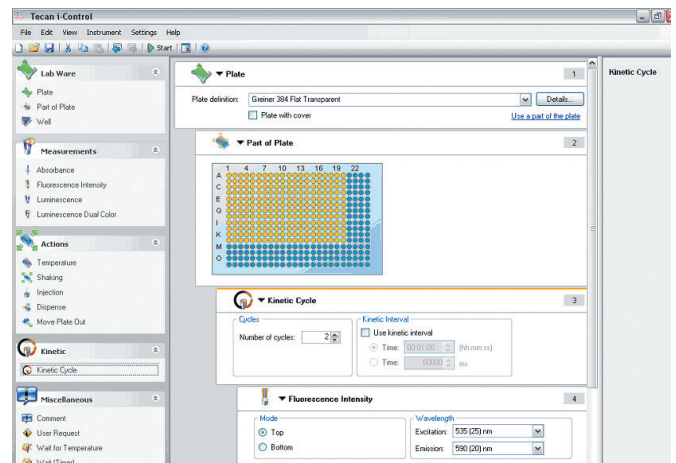 Tecan i-Control
File Edit View Instrument Settings Help
Start
Lab Ware
Plate
Part of Plate
Well
Measurements
Absorbance
Fluorescence Intensity
Luminescence
Luminescence Dual Color
Actions
Temperature
Shaking
Injection
Dispense
Move Plate Out
Kinetic
Kinetic Cycle
Miscellaneous
Comment
User Request
Wait for Temperature
Wait (Timer)
Plate 1
Plate definition: Greiner 384 Flat Transparent Details...
Plate with cover Use a part of the plate
Part of Plate 2
1 4 7 10 13 16 19 22
A
C
E
G
I
K
M
O
Kinetic Cycle 3
Cycles
Number of cycles: 2
Kinetic Interval
Use kinetic interval
Time: 00:01:00 (hh:mm:ss)
Time: 60000 ms
Fluorescence Intensity 4
Mode
Top
Bottom
Wavelength
Excitation: 535 (25) nm
Emission: 590 (20) nm
Kinetic Cycle